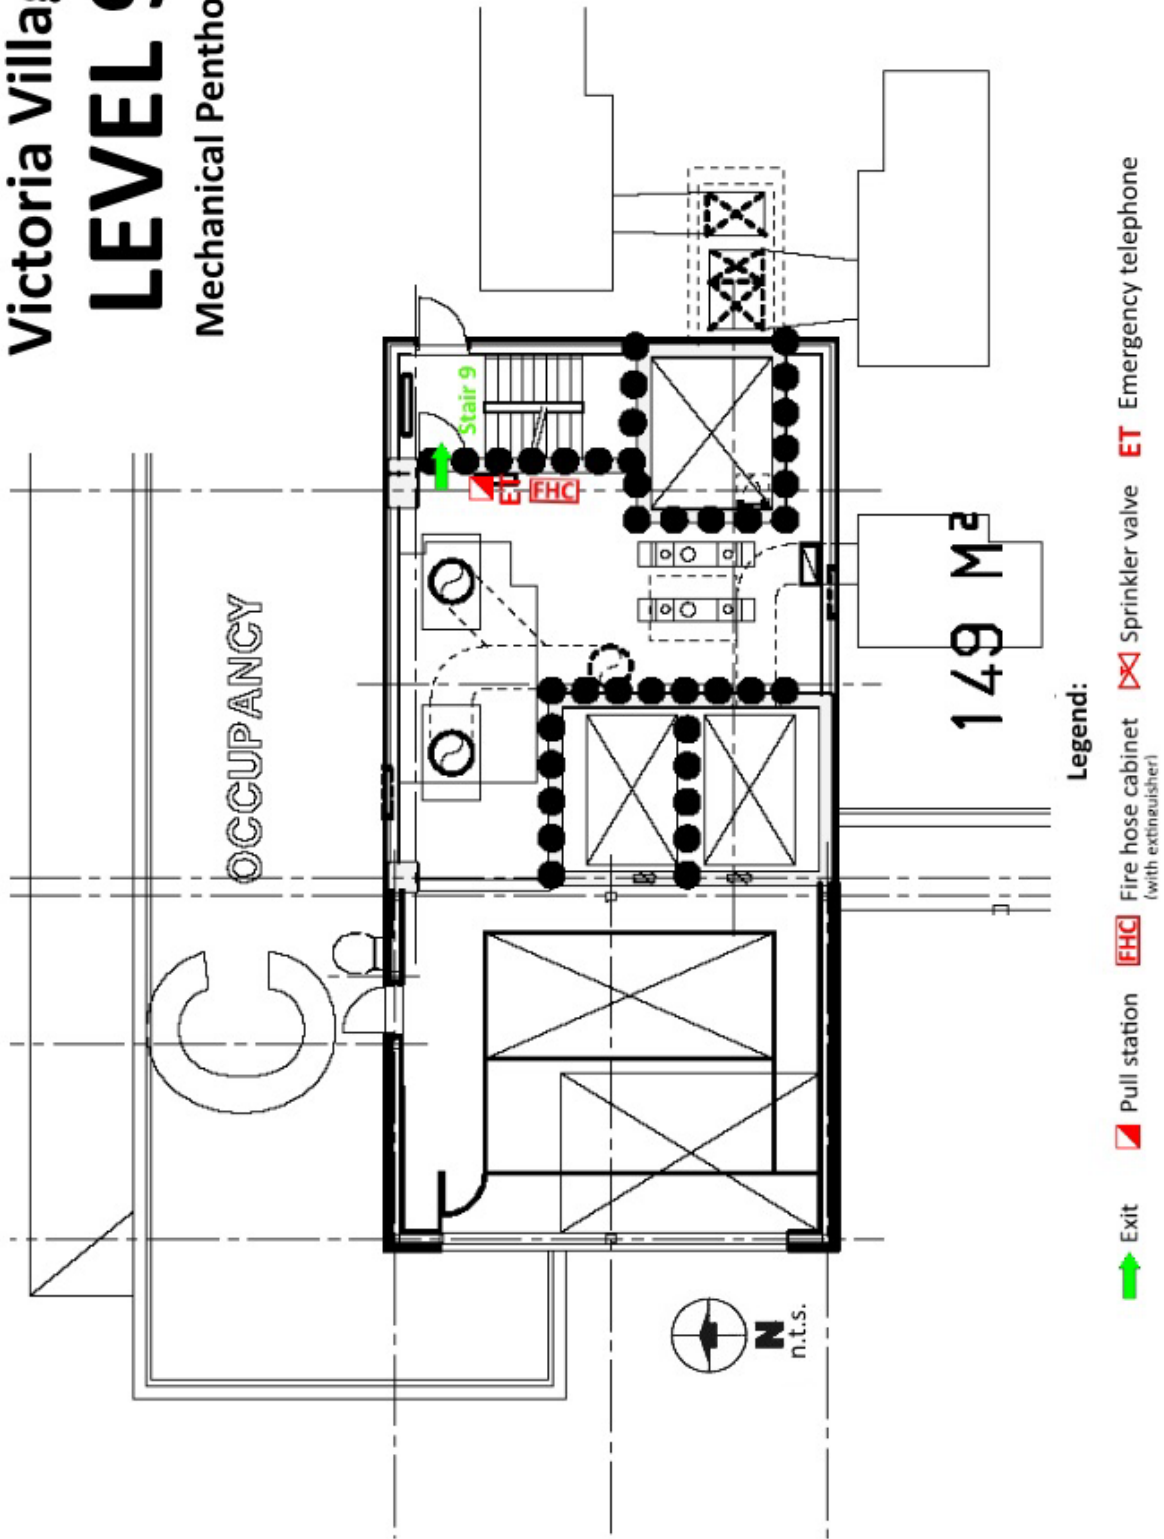 Victoria Villag
LEVEL
Mechanical Pentho
Stair 9
ET
FHC
OCCUPANCY
C
149 M²
N
n.t.s.
Legend:
Exit
Pull station
FHC Fire hose cabinet
(with extinguisher)
Sprinkler valve
ET Emergency telephone